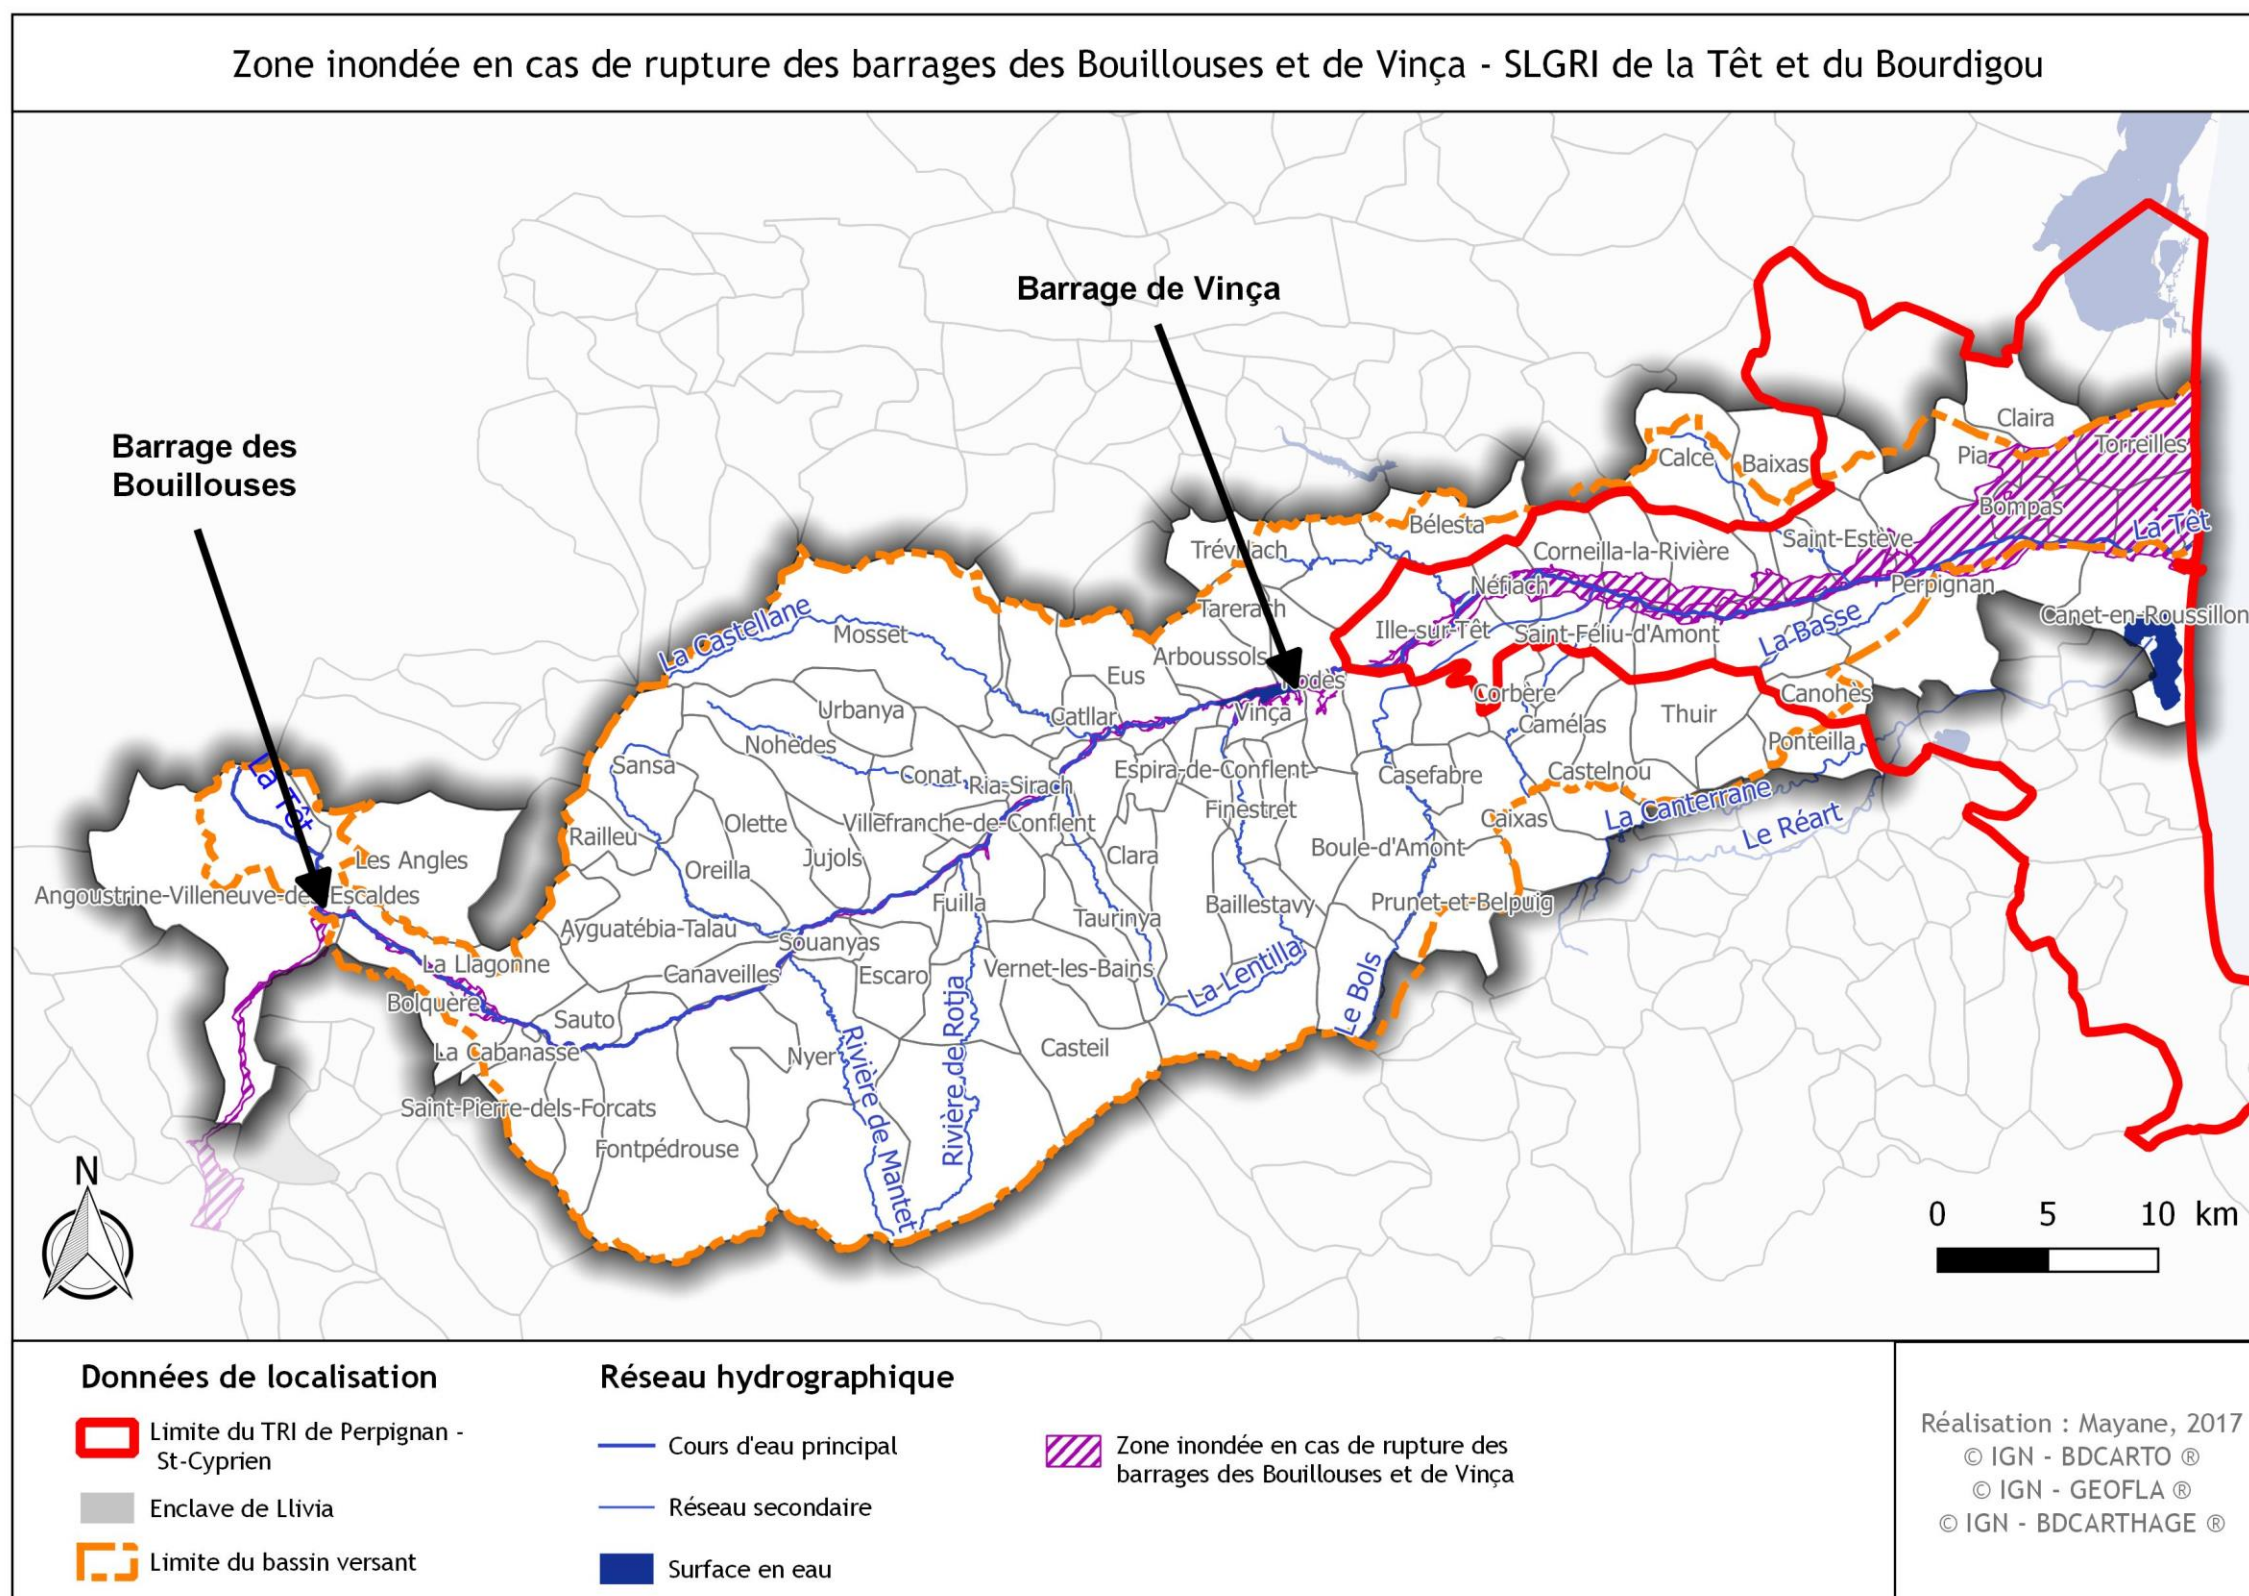 Zone inondée en cas de rupture des barrages des Bouillouses et de Vinça - SLGRI de la Têt et du Bourdigou
Barrage de Vinça
Barrage des
Bouillouses
Claira
Torreilles
Pia
Calce
Baixas
Bompas
La Têt
Bélesta
Saint-Estève
Trévillach
Corneilla-la-Rivière
Néfiach
Perpignan
Tarerach
Canet-en-Roussillon
La Castellane
Mosset
Ille-sur-Têt
Saint-Féliu-d'Amont
La Basse
Arboussols
Eus
Rodès
Corbère
Canohès
Urbanya
Catllar
Vinça
Camélas
Thuir
Nohèdes
Ponteilla
Sansa
Conat
Ria-Sirach
Espira-de-Conflent
Casefabre
Castelnou
La Têt
Finestret
La Canterrane
Railleu
Olette
Villefranche-de-Conflent
Caixas
Le Réart
Les Angles
Oreilla
Jujols
Clara
Boule-d'Amont
Angoustrine-Villeneuve-des-Escaldes
Fuilla
Taurinya
Baillestavy
Prunet-et-Belpuig
Ayguatébia-Talau
Souanyas
La Llagonne
Canaveilles
Escaro
Vernet-les-Bains
La Lentilla
Le Bols
Bolquère
Sauto
Rivière de Rotja
La Cabanasse
Nyer
Rivière de Mantet
Casteil
Saint-Pierre-dels-Forcats
Fontpédrouse
N
0 5 10 km
Données de localisation
Limite du TRI de Perpignan -
St-Cyprien
Enclave de Llivia
Limite du bassin versant
Réseau hydrographique
Cours d'eau principal
Réseau secondaire
Surface en eau
Zone inondée en cas de rupture des
barrages des Bouillouses et de Vinça
Réalisation : Mayane, 2017
© IGN - BDCARTO ®
© IGN - GEOFLA ®
© IGN - BDCARTHAGE ®